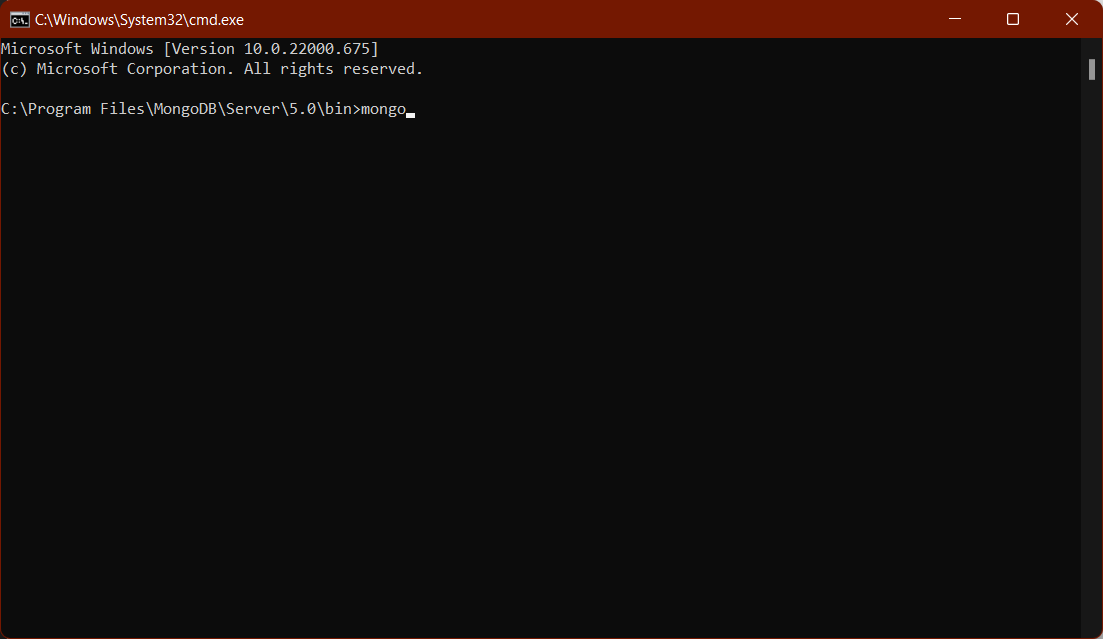 C:\Windows\System32\cmd.exe
Microsoft Windows [Version 10.0.22000.675]
(c) Microsoft Corporation. All rights reserved.
C:\Program Files\MongoDB\Server\5.0\bin>mongo